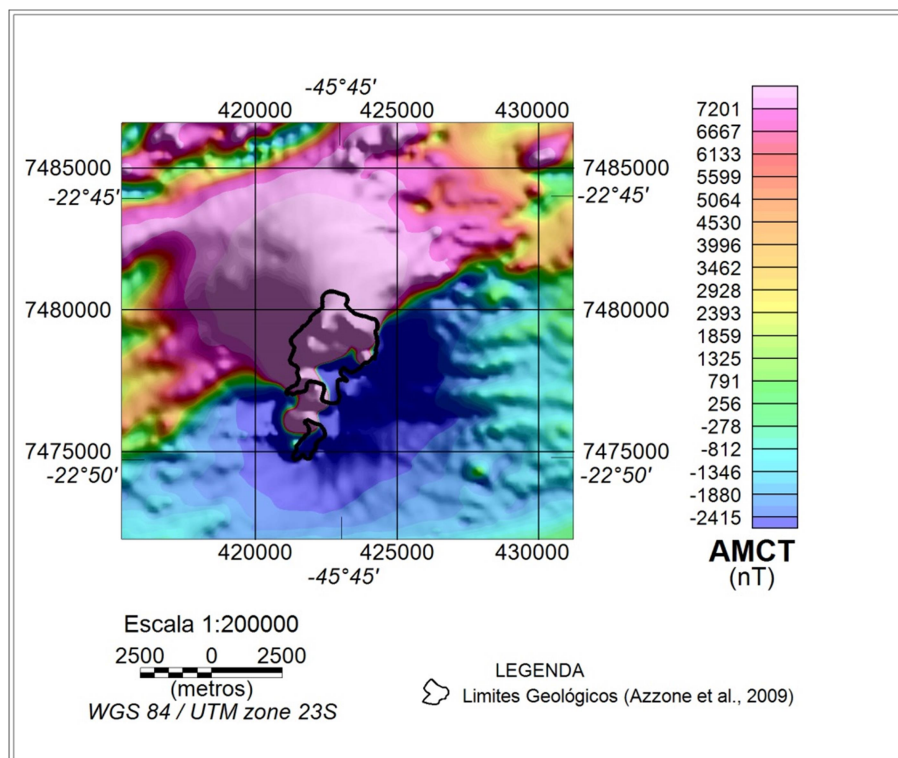 -45°45'
420000 425000 430000
7485000 7485000
-22°45' -22°45'
7480000 7480000
7475000 7475000
-22°50' -22°50'
420000 425000 430000
-45°45'
7201
6667
6133
5599
5064
4530
3996
3462
2928
2393
1859
1325
791
256
-278
-812
-1346
-1880
-2415
AMCT
(nT)
Escala 1:200000
2500 0 2500
(metros)
WGS 84 / UTM zone 23S
LEGENDA
Limites Geológicos (Azzone et al., 2009)